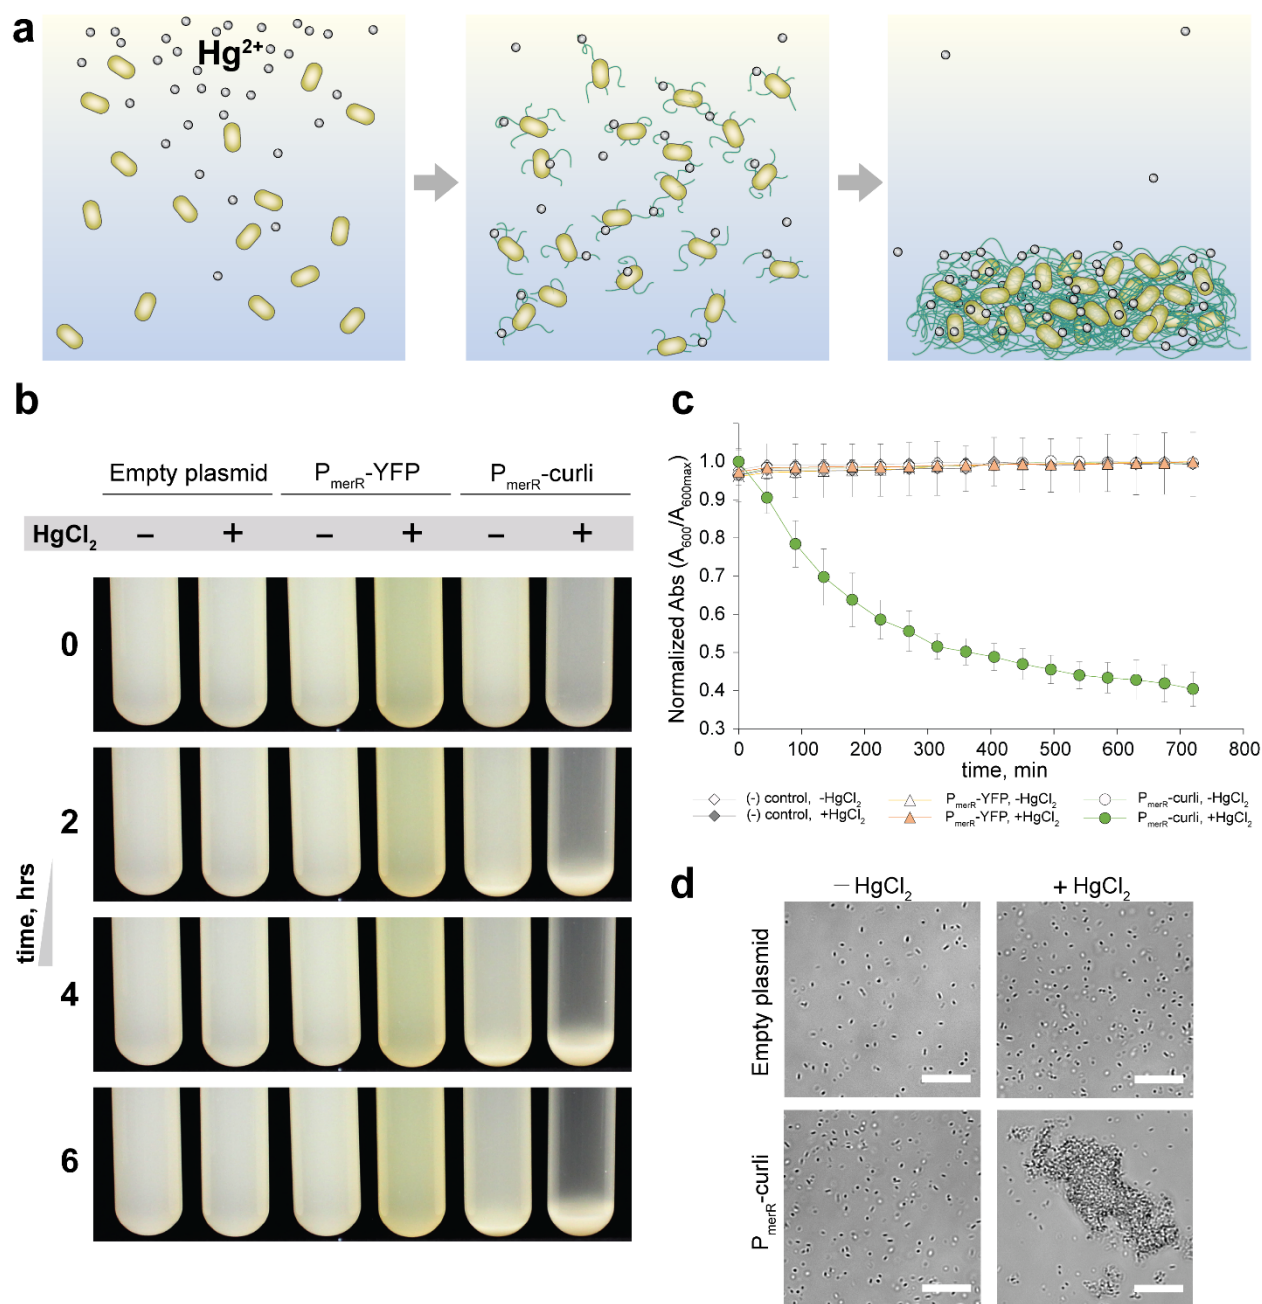 a
Hg2+
b
Empty plasmid PmerR-YFP PmerR-curli
HgCl2 – + – + – +
0
2
4
6
time, hrs
c
Normalized Abs (A600/A600max)
1.0
0.9
0.8
0.7
0.6
0.5
0.4
0.3
0 100 200 300 400 500 600 700 800
time, min
(-) control, -HgCl2 PmerR-YFP, -HgCl2 PmerR-curli, -HgCl2
(-) control, +HgCl2 PmerR-YFP, +HgCl2 PmerR-curli, +HgCl2
d
– HgCl2 + HgCl2
Empty plasmid
PmerR-curli